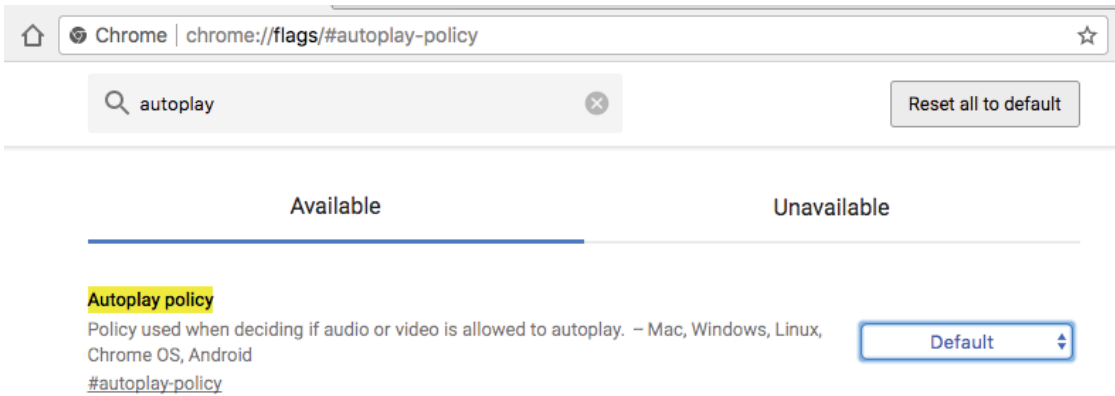 Chrome | chrome://flags/#autoplay-policy
autoplay
Reset all to default
Available
Unavailable
Autoplay policy
Policy used when deciding if audio or video is allowed to autoplay. – Mac, Windows, Linux,
Chrome OS, Android
#autoplay-policy
Default